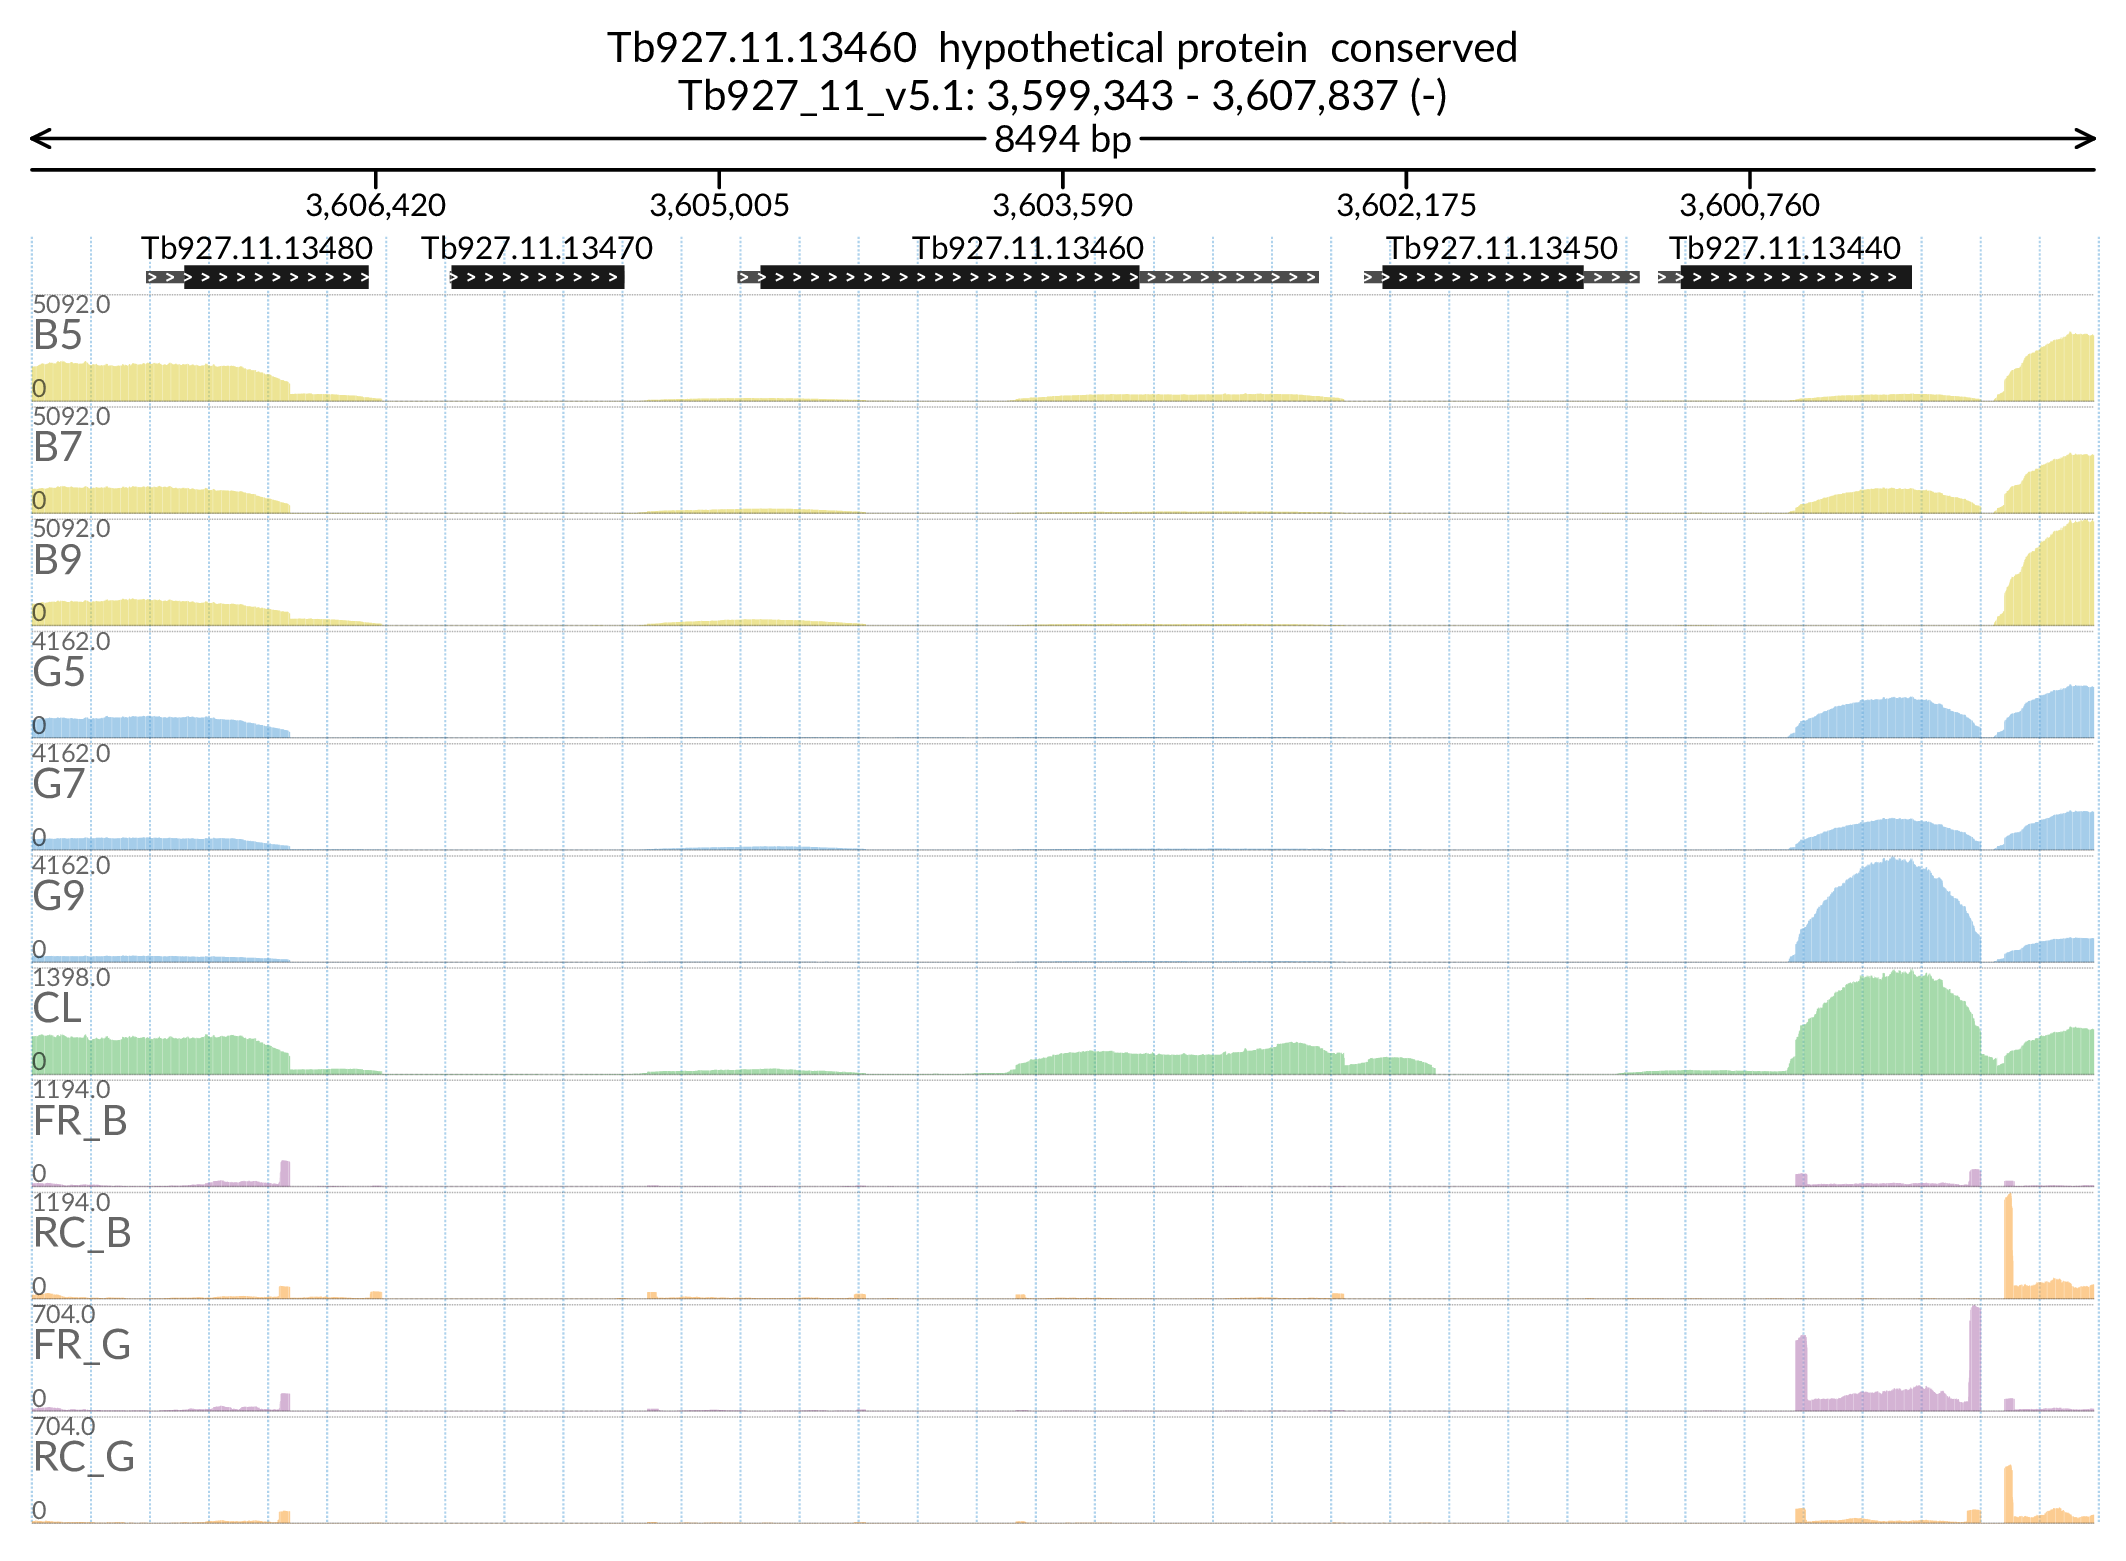 Tb927.11.13460  hypothetical protein  conserved
Tb927_11_v5.1: 3,599,343 - 3,607,837 (-)
8494 bp
3,606,420 3,605,005 3,603,590 3,602,175 3,600,760
Tb927.11.13480 Tb927.11.13470 Tb927.11.13460 Tb927.11.13450 Tb927.11.13440
5092.0
B5
0
5092.0
B7
0
5092.0
B9
0
4162.0
G5
0
4162.0
G7
0
4162.0
G9
0
1398.0
CL
0
1194.0
FR_B
0
1194.0
RC_B
0
704.0
FR_G
0
704.0
RC_G
0